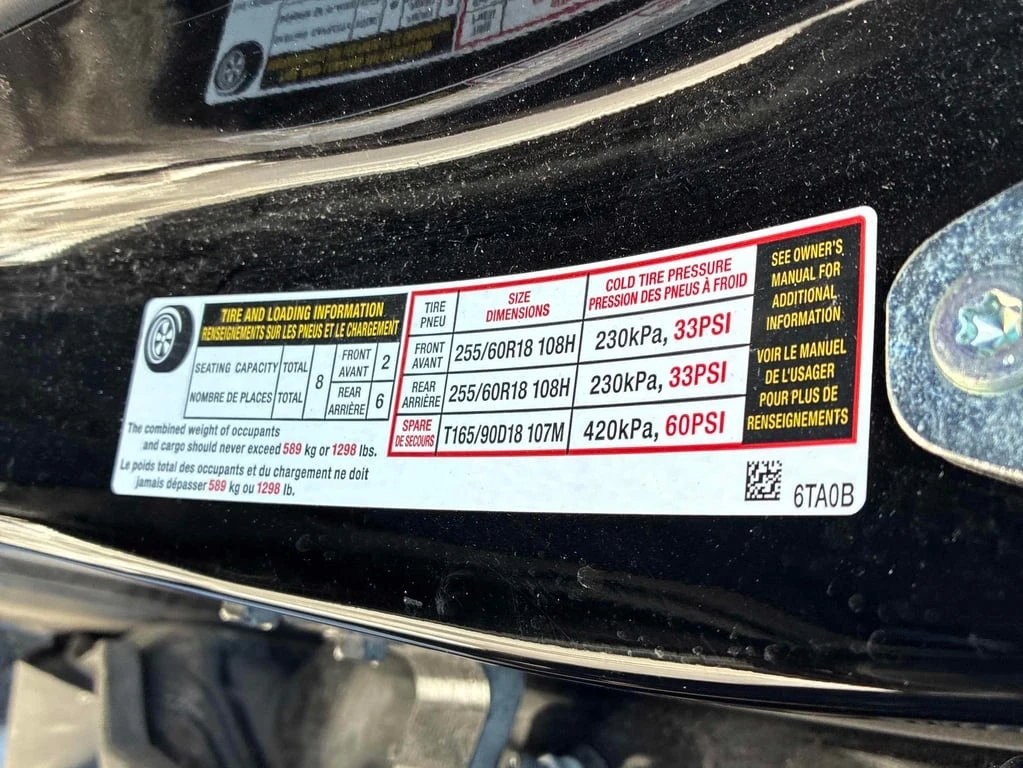 TIRE AND LOADING INFORMATION
RENSEIGNEMENTS SUR LES PNEUS ET LE CHARGEMENT
SEATING CAPACITY TOTAL 8 FRONT AVANT 2
NOMBRE DE PLACES TOTAL REAR ARRIÈRE 6
The combined weight of occupants
and cargo should never exceed 589 kg or 1298 lbs.
Le poids total des occupants et du chargement ne doit
jamais dépasser 589 kg ou 1298 lb.
TIRE PNEU SIZE DIMENSIONS COLD TIRE PRESSURE PRESSION DES PNEUS À FROID
FRONT AVANT 255/60R18 108H 230kPa, 33PSI
REAR ARRIÈRE 255/60R18 108H 230kPa, 33PSI
SPARE DE SECOURS T165/90D18 107M 420kPa, 60PSI
SEE OWNER'S
MANUAL FOR
ADDITIONAL
INFORMATION
VOIR LE MANUEL
DE L'USAGER
POUR PLUS DE
RENSEIGNEMENTS
6TA0B